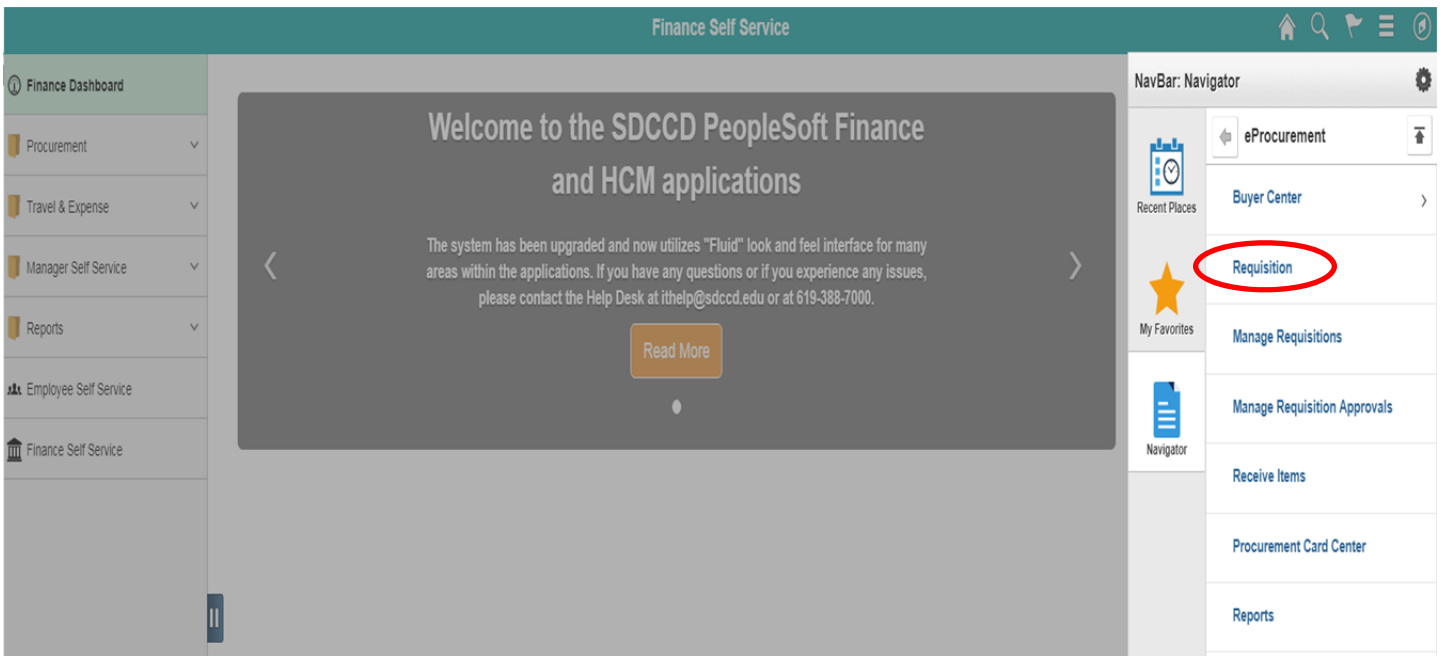 Finance Self Service
Finance Dashboard
Procurement
Travel & Expense
Manager Self Service
Reports
Employee Self Service
Finance Self Service
Welcome to the SDCCD PeopleSoft Finance
and HCM applications
The system has been upgraded and now utilizes "Fluid" look and feel interface for many
areas within the applications. If you have any questions or if you experience any issues,
please contact the Help Desk at ithelp@sdccd.edu or at 619-388-7000.
Read More
NavBar: Navigator
Recent Places
My Favorites
Navigator
eProcurement
Buyer Center
Requisition
Manage Requisitions
Manage Requisition Approvals
Receive Items
Procurement Card Center
Reports